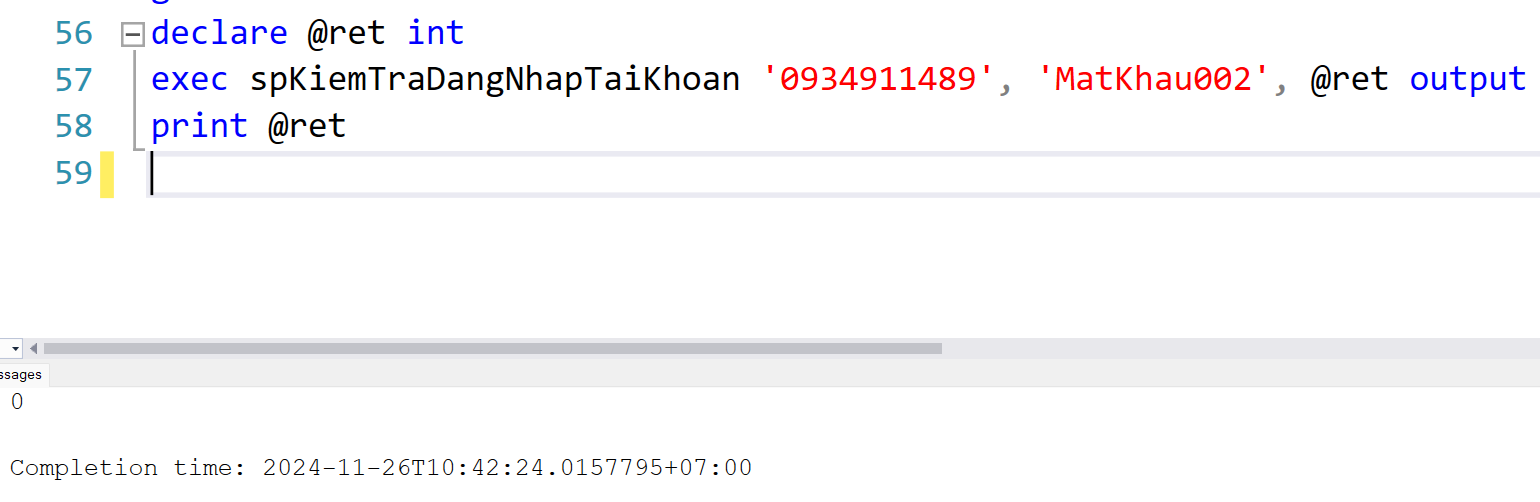 56 declare @ret int
57 exec spKiemTraDangNhapTaiKhoan '0934911489', 'MatKhau002', @ret output
58 print @ret
59
ssages
0
Completion time: 2024-11-26T10:42:24.0157795+07:00